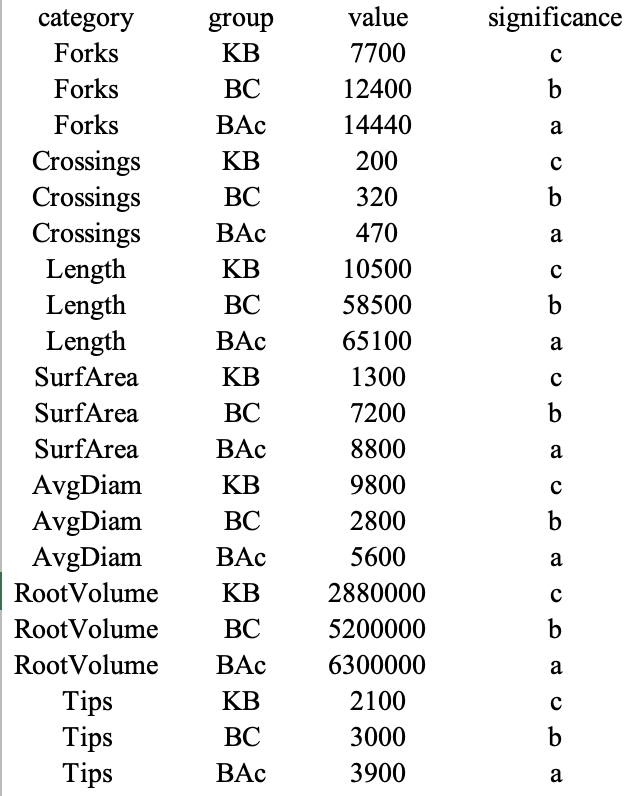 category group value significance
Forks KB 7700 c
Forks BC 12400 b
Forks BAc 14440 a
Crossings KB 200 c
Crossings BC 320 b
Crossings BAc 470 a
Length KB 10500 c
Length BC 58500 b
Length BAc 65100 a
SurfArea KB 1300 c
SurfArea BC 7200 b
SurfArea BAc 8800 a
AvgDiam KB 9800 c
AvgDiam BC 2800 b
AvgDiam BAc 5600 a
RootVolume KB 2880000 c
RootVolume BC 5200000 b
RootVolume BAc 6300000 a
Tips KB 2100 c
Tips BC 3000 b
Tips BAc 3900 a